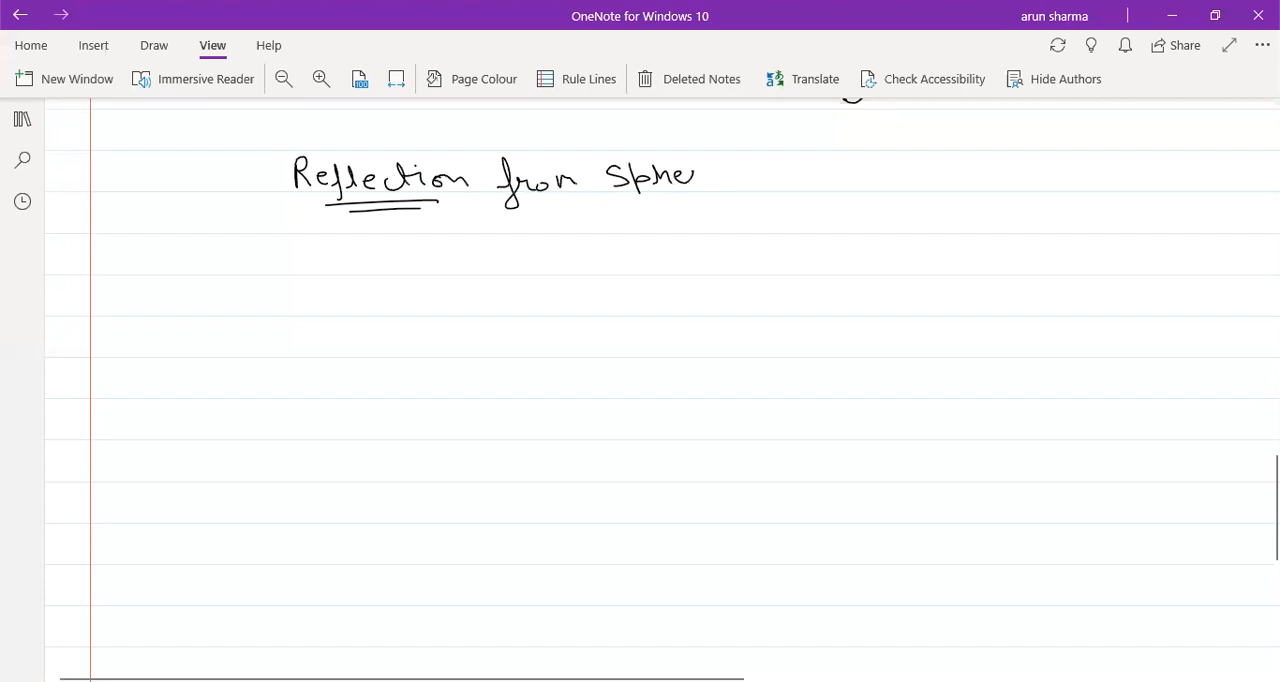 OneNote for Windows 10
arun sharma
Home Insert Draw View Help
Share
New Window Immersive Reader Page Colour Rule Lines Deleted Notes Translate Check Accessibility Hide Authors
Reflection from Sphe